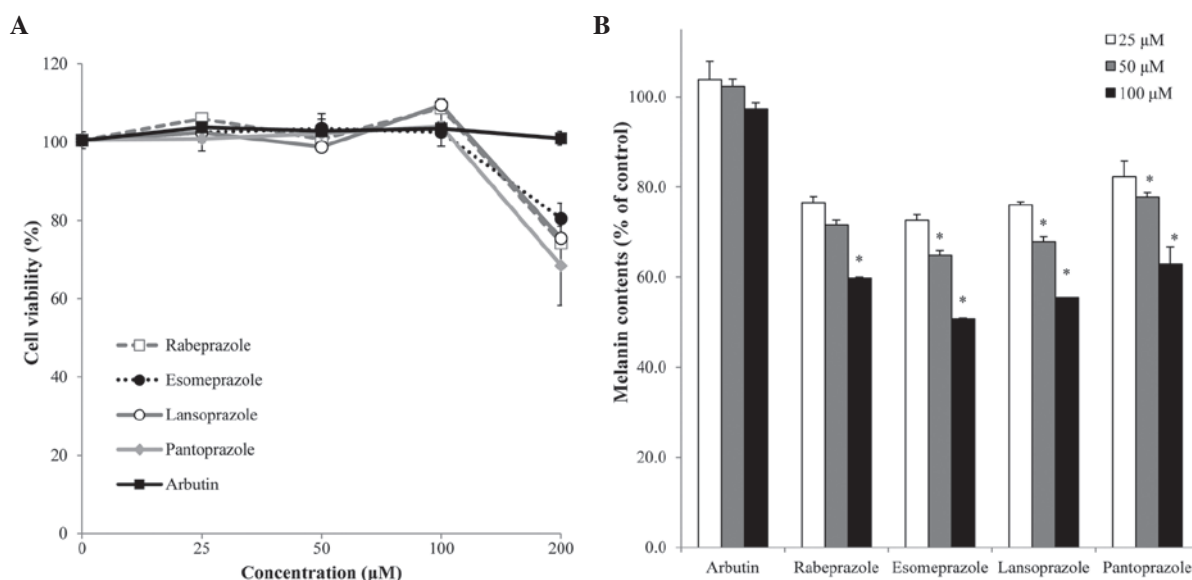 A
120
100
80
60
40
20
0
Cell viability (%)
Rabeprazole
Esomeprazole
Lansoprazole
Pantoprazole
Arbutin
0 25 50 100 200
Concentration (µM)
B
25 µM
50 µM
100 µM
100.0
80.0
60.0
40.0
20.0
0.0
Melanin contents (% of control)
* * * * * * *
Arbutin Rabeprazole Esomeprazole Lansoprazole Pantoprazole